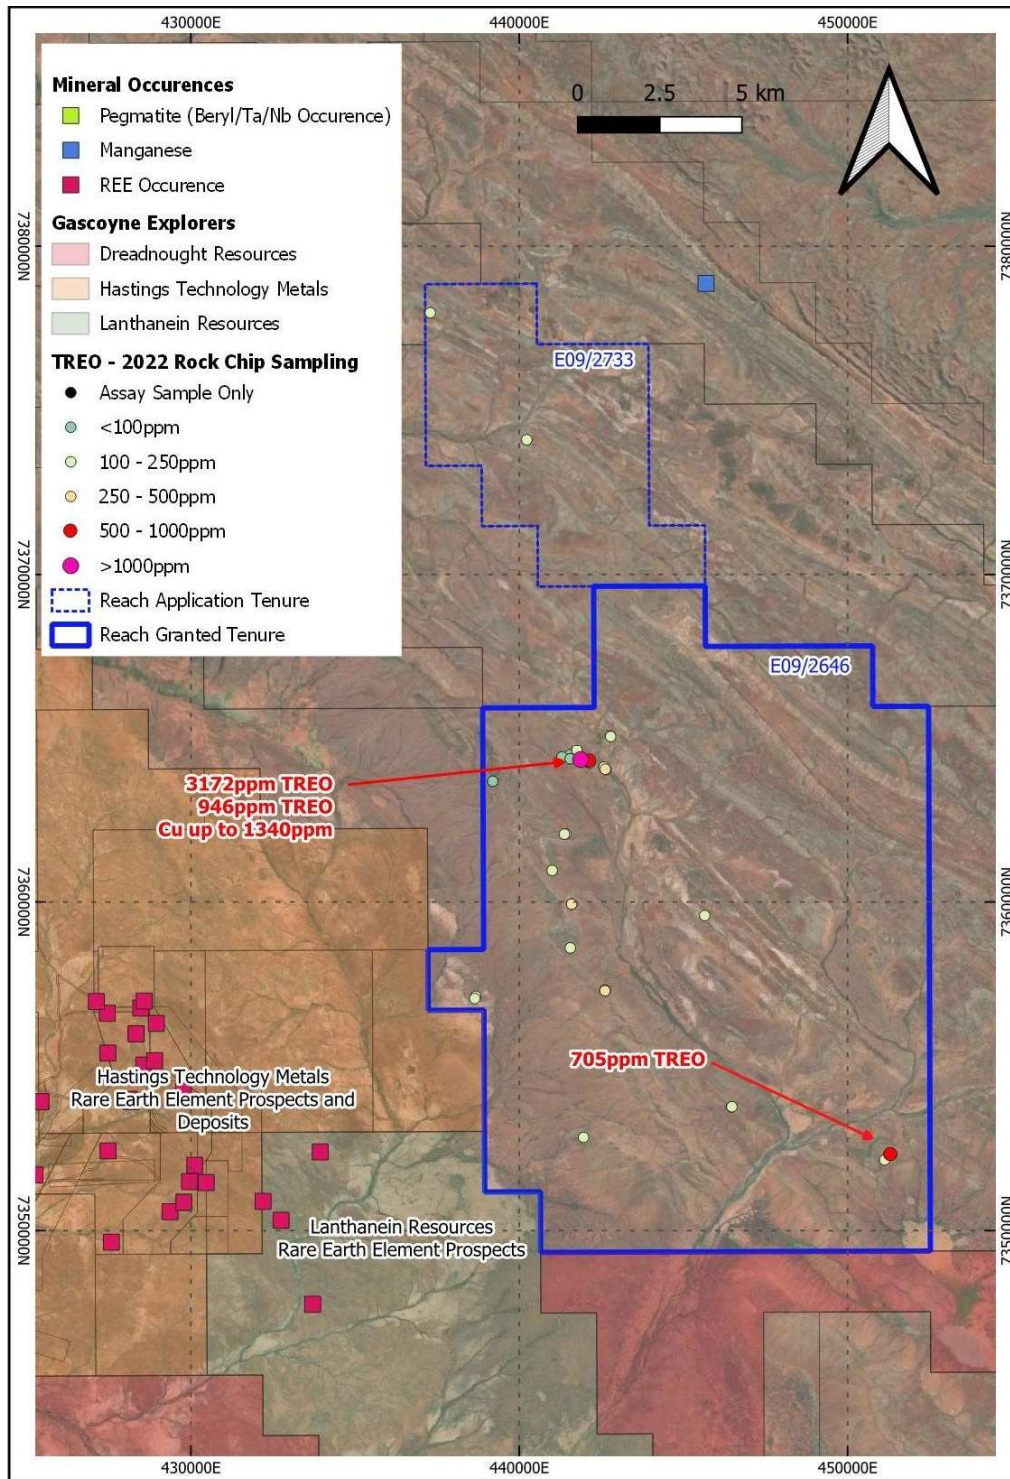 430000E
440000E
450000E
Mineral Occurences
Pegmatite (Beryl/Ta/Nb Occurence)
Manganese
REE Occurence
Gascoyne Explorers
Dreadnought Resources
Hastings Technology Metals
Lanthanein Resources
TREO - 2022 Rock Chip Sampling
Assay Sample Only
<100ppm
100 - 250ppm
250 - 500ppm
500 - 1000ppm
>1000ppm
Reach Application Tenure
Reach Granted Tenure
0 2.5 5 km
7380000N
7380000N
E09/2733
7370000N
7370000N
E09/2646
3172ppm TREO
946ppm TREO
Cu up to 1340ppm
7360000N
7360000N
705ppm TREO
Hastings Technology Metals
Rare Earth Element Prospects and
Deposits
Lanthanein Resources
Rare Earth Element Prospects
7350000N
7350000N
430000E
440000E
450000E